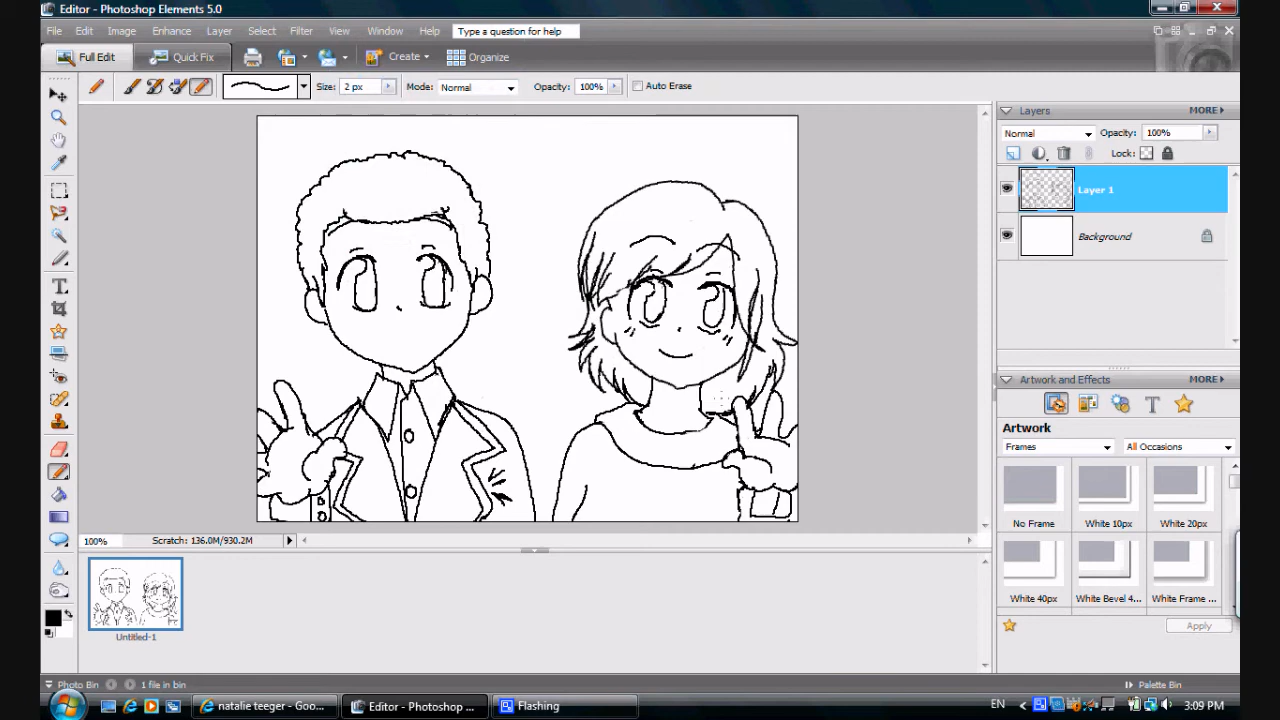 Editor - Photoshop Elements 5.0
File Edit Image Enhance Layer Select Filter View Window Help Type a question for help
Full Edit Quick Fix Create Organize
Size: 2 px Mode: Normal Opacity: 100% Auto Erase
Layers MORE
Normal Opacity: 100%
Lock:
Layer 1
Background
Artwork and Effects MORE
Artwork
Frames All Occasions
No Frame White 10px White 20px
White 40px White Bevel 4... White Frame ...
Apply
100% Scratch: 136.0M/930.2M
Untitled-1
Photo Bin 1 file in bin Palette Bin
natalie teeger - Goo... Editor - Photoshop ... Flashing EN 3:09 PM